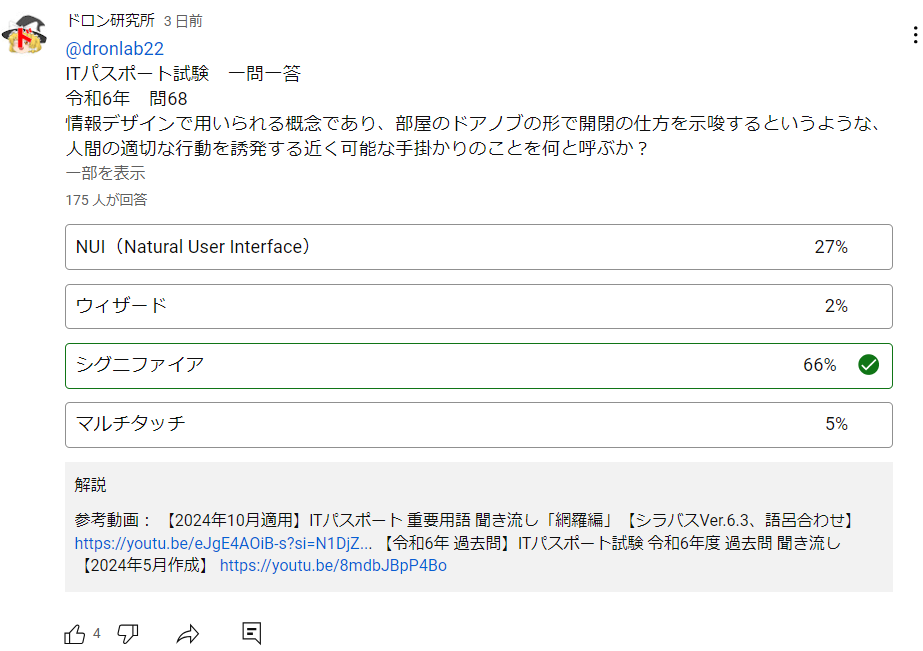 ドロン研究所 3 日前
@dronlab22
ITパスポート試験　一問一答
令和6年　問68
情報デザインで用いられる概念であり、部屋のドアノブの形で開閉の仕方を示唆するというような、
人間の適切な行動を誘発する近く可能な手掛かりのことを何と呼ぶか？
一部を表示
175 人が回答
NUI（Natural User Interface） 27%
ウィザード 2%
シグニファイア 66%
マルチタッチ 5%
解説
参考動画： 【2024年10月適用】ITパスポート 重要用語 聞き流し「網羅編」【シラバスVer.6.3、語呂合わせ】
https://youtu.be/eJgE4AOiB-s?si=N1DjZ... 【令和6年 過去問】ITパスポート試験 令和6年度 過去問 聞き流し
【2024年5月作成】 https://youtu.be/8mdbJBpP4Bo
4